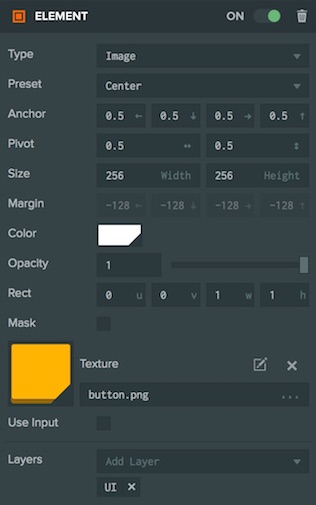 ELEMENT ON
Type Image
Preset Center
Anchor 0.5 ← 0.5 ↓ 0.5 → 0.5 ↑
Pivot 0.5 ↔ 0.5 ↕
Size 256 Width 256 Height
Margin -128 ← -128 ↓ -128 → -128 ↑
Color
Opacity 1
Rect 0 u 0 v 1 w 1 h
Mask
Texture
button.png ...
Use Input
Layers Add Layer
UI ×